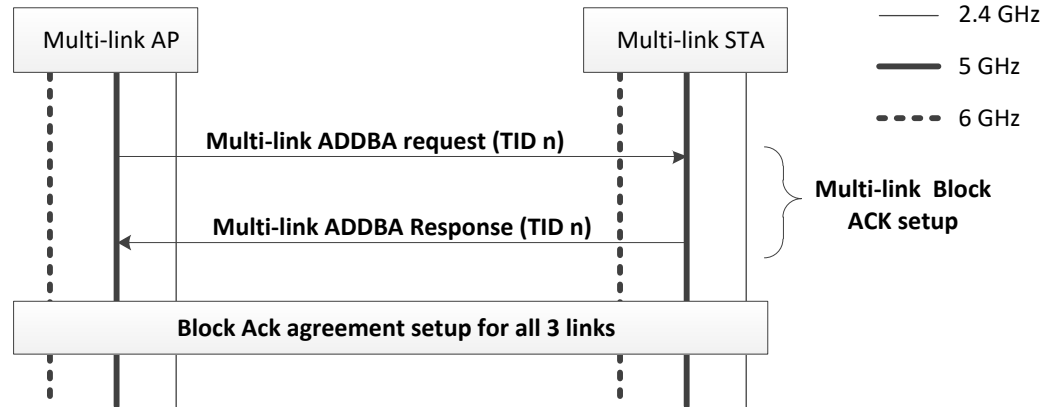 Multi-link AP
Multi-link STA
2.4 GHz
5 GHz
6 GHz
Multi-link ADDBA request (TID n)
Multi-link ADDBA Response (TID n)
Multi-link Block
ACK setup
Block Ack agreement setup for all 3 links